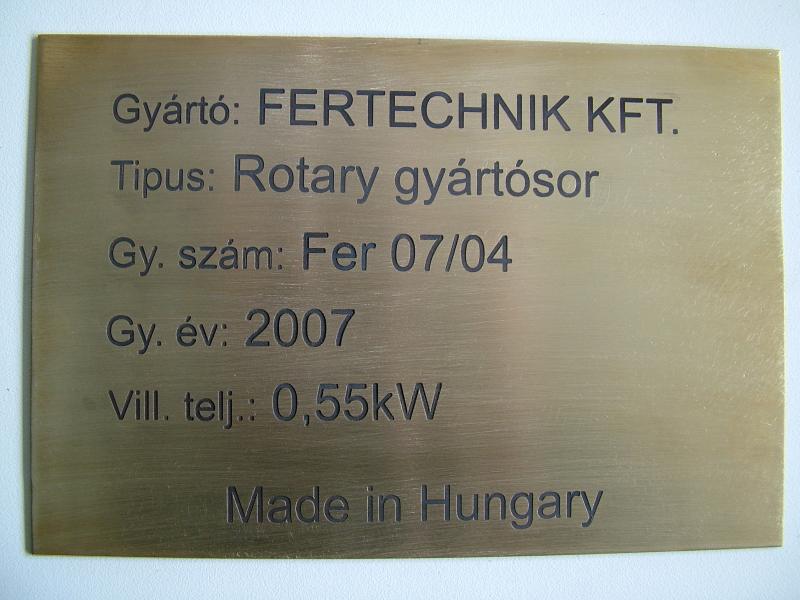 Gyártó: FERTECHNIK KFT.
Tipus: Rotary gyártósor
Gy. szám: Fer 07/04
Gy. év: 2007
Vill. telj.: 0,55kW
Made in Hungary